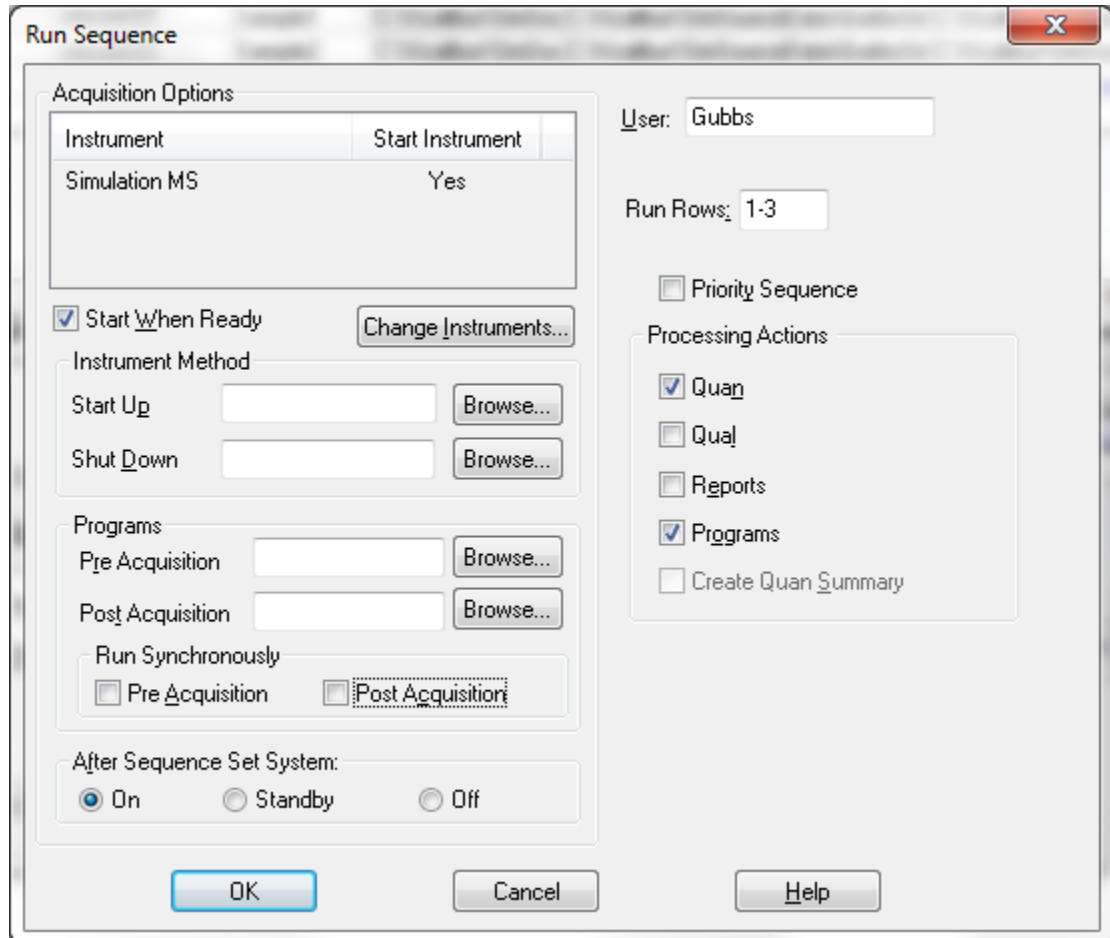 Run Sequence
Acquisition Options
Instrument Start Instrument
Simulation MS Yes
Start When Ready
Change Instruments...
Instrument Method
Start Up
Browse...
Shut Down
Browse...
Programs
Pre Acquisition
Browse...
Post Acquisition
Browse...
Run Synchronously
Pre Acquisition
Post Acquisition
After Sequence Set System:
On
Standby
Off
User: Gubbs
Run Rows: 1-3
Priority Sequence
Processing Actions
Quan
Qual
Reports
Programs
Create Quan Summary
OK
Cancel
Help